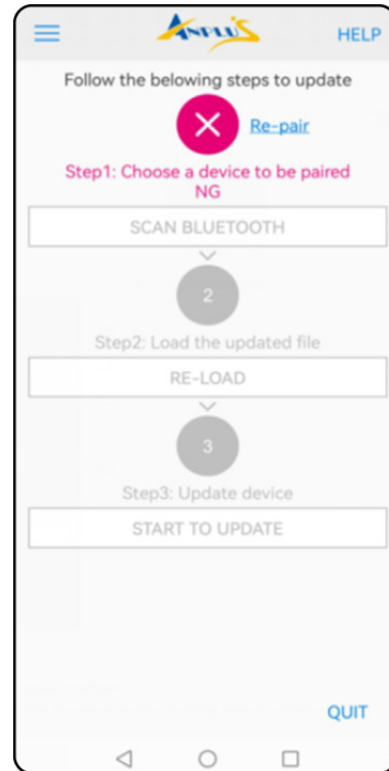 ANPLUS
HELP
Follow the belowing steps to update
Re-pair
Step1: Choose a device to be paired
NG
SCAN BLUETOOTH
2
Step2: Load the updated file
RE-LOAD
3
Step3: Update device
START TO UPDATE
QUIT